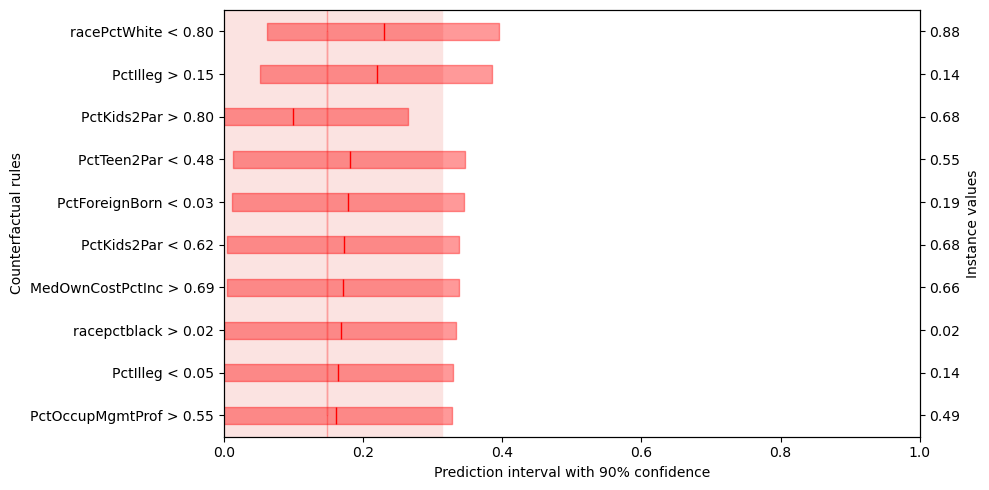 racePctWhite < 0.80
0.88
PctIlleg > 0.15
0.14
PctKids2Par > 0.80
0.68
PctTeen2Par < 0.48
0.55
PctForeignBorn < 0.03
0.19
PctKids2Par < 0.62
0.68
MedOwnCostPctInc > 0.69
0.66
racepctblack > 0.02
0.02
PctIlleg < 0.05
0.14
PctOccupMgmtProf > 0.55
0.49
Counterfactual rules
Instance values
0.0 0.2 0.4 0.6 0.8 1.0
Prediction interval with 90% confidence